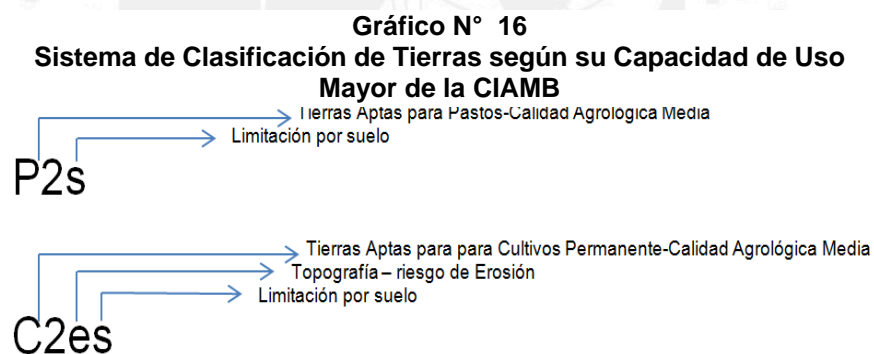 Gráfico N° 16
Sistema de Clasificación de Tierras según su Capacidad de Uso
Mayor de la CIAMB
Tierras Aptas para Pastos-Calidad Agrológica Media
Limitación por suelo
P2s
Tierras Aptas para para Cultivos Permanente-Calidad Agrológica Media
Topografía – riesgo de Erosión
Limitación por suelo
C2es